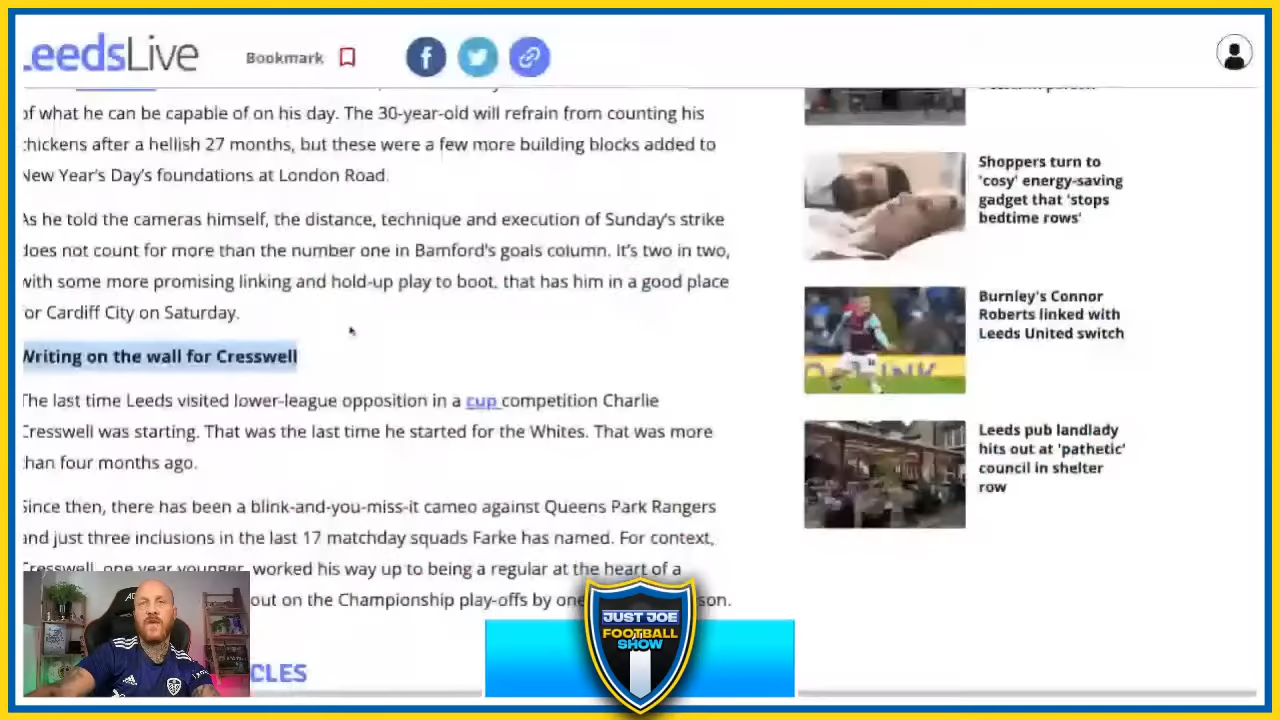 LeedsLive
Bookmark
of what he can be capable of on his day. The 30-year-old will refrain from counting his
chickens after a hellish 27 months, but these were a few more building blocks added to
New Year's Day's foundations at London Road.
As he told the cameras himself, the distance, technique and execution of Sunday's strike
does not count for more than the number one in Bamford's goals column. It's two in two,
with some more promising linking and hold-up play to boot, that has him in a good place
for Cardiff City on Saturday.
Writing on the wall for Cresswell
The last time Leeds visited lower-league opposition in a cup competition Charlie
Cresswell was starting. That was the last time he started for the Whites. That was more
than four months ago.
Since then, there has been a blink-and-you-miss-it cameo against Queens Park Rangers
and just three inclusions in the last 17 matchday squads Farke has named. For context,
Cresswell, one year younger, worked his way up to being a regular at the heart of a
out on the Championship play-offs by one son.
CLES
Shoppers turn to
'cosy' energy-saving
gadget that 'stops
bedtime rows'
Burnley's Connor
Roberts linked with
Leeds United switch
Leeds pub landlady
hits out at 'pathetic'
council in shelter
row
JUST JOE
FOOTBALL
SHOW